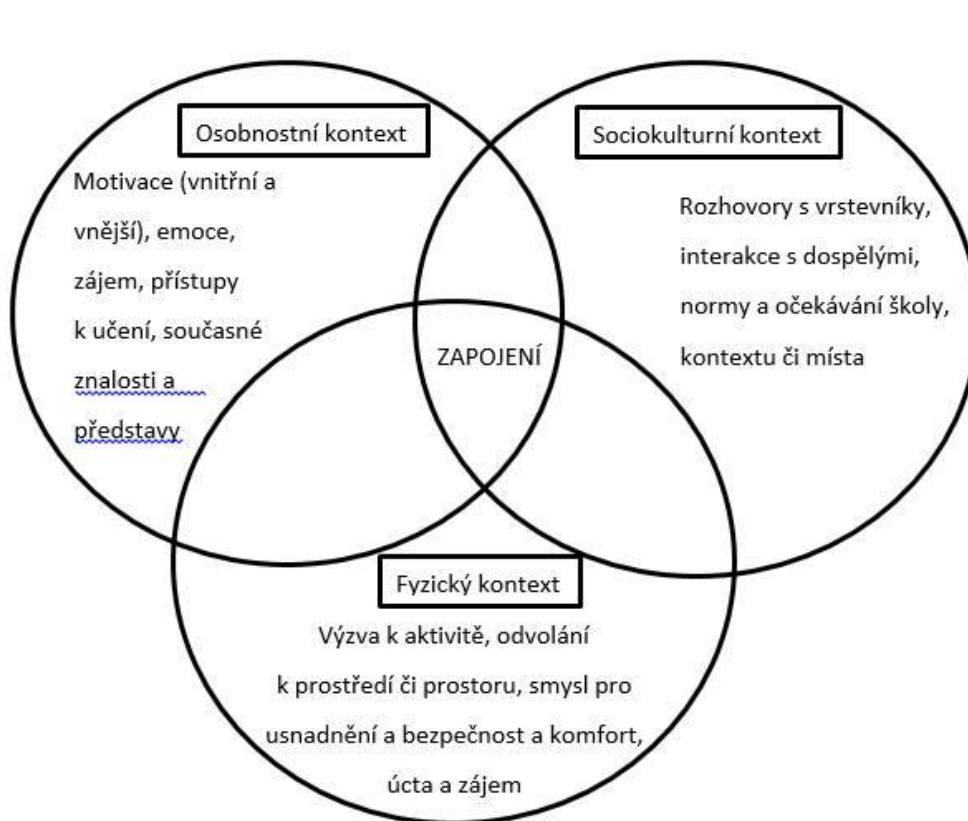 Osobnostní kontext
Motivace (vnitřní a
vnější), emoce,
zájem, přístupy
k učení, současné
znalosti a
představy
Sociokulturní kontext
Rozhovory s vrstevníky,
interakce s dospělými,
normy a očekávání školy,
kontextu či místa
ZAPOJENÍ
Fyzický kontext
Výzva k aktivitě, odvolání
k prostředí či prostoru, smysl pro
usnadnění a bezpečnost a komfort,
úcta a zájem